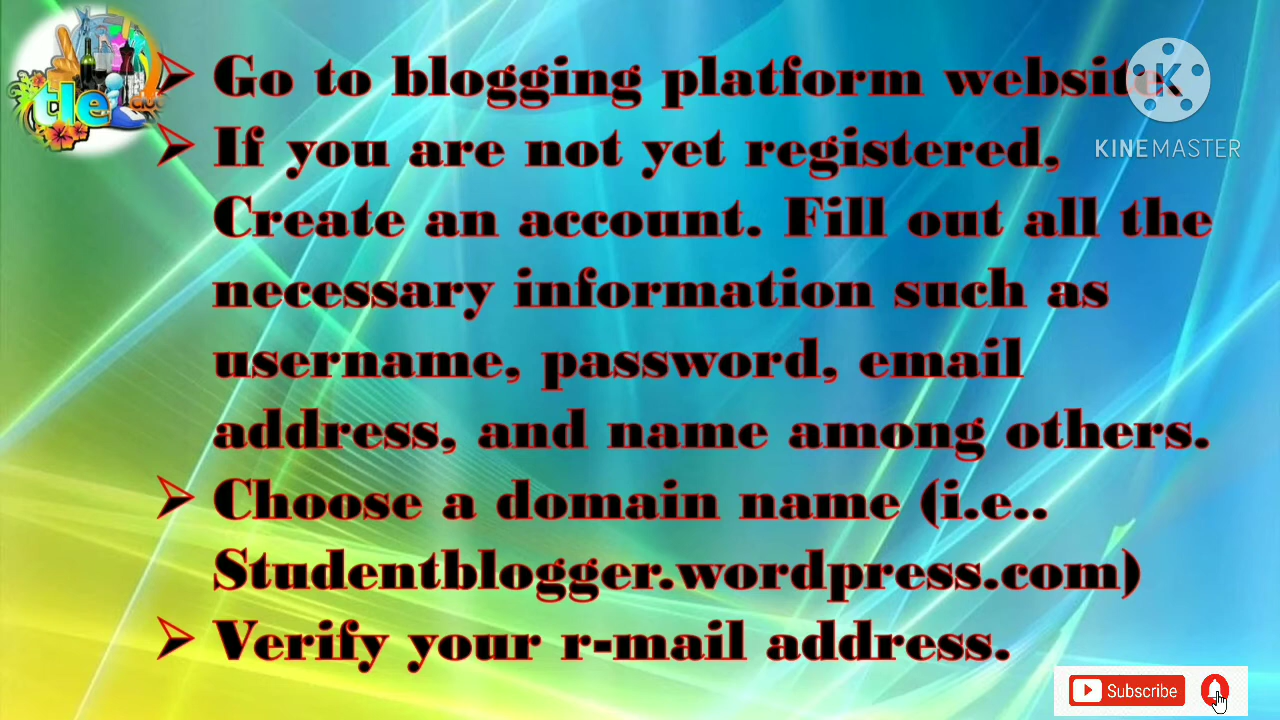 ➢ Go to blogging platform website
➢ If you are not yet registered,
Create an account. Fill out all the
necessary information such as
username, password, email
address, and name among others.
➢ Choose a domain name (i.e..
Studentblogger.wordpress.com)
➢ Verify your r-mail address.
tle
K
KINEMASTER
Subscribe